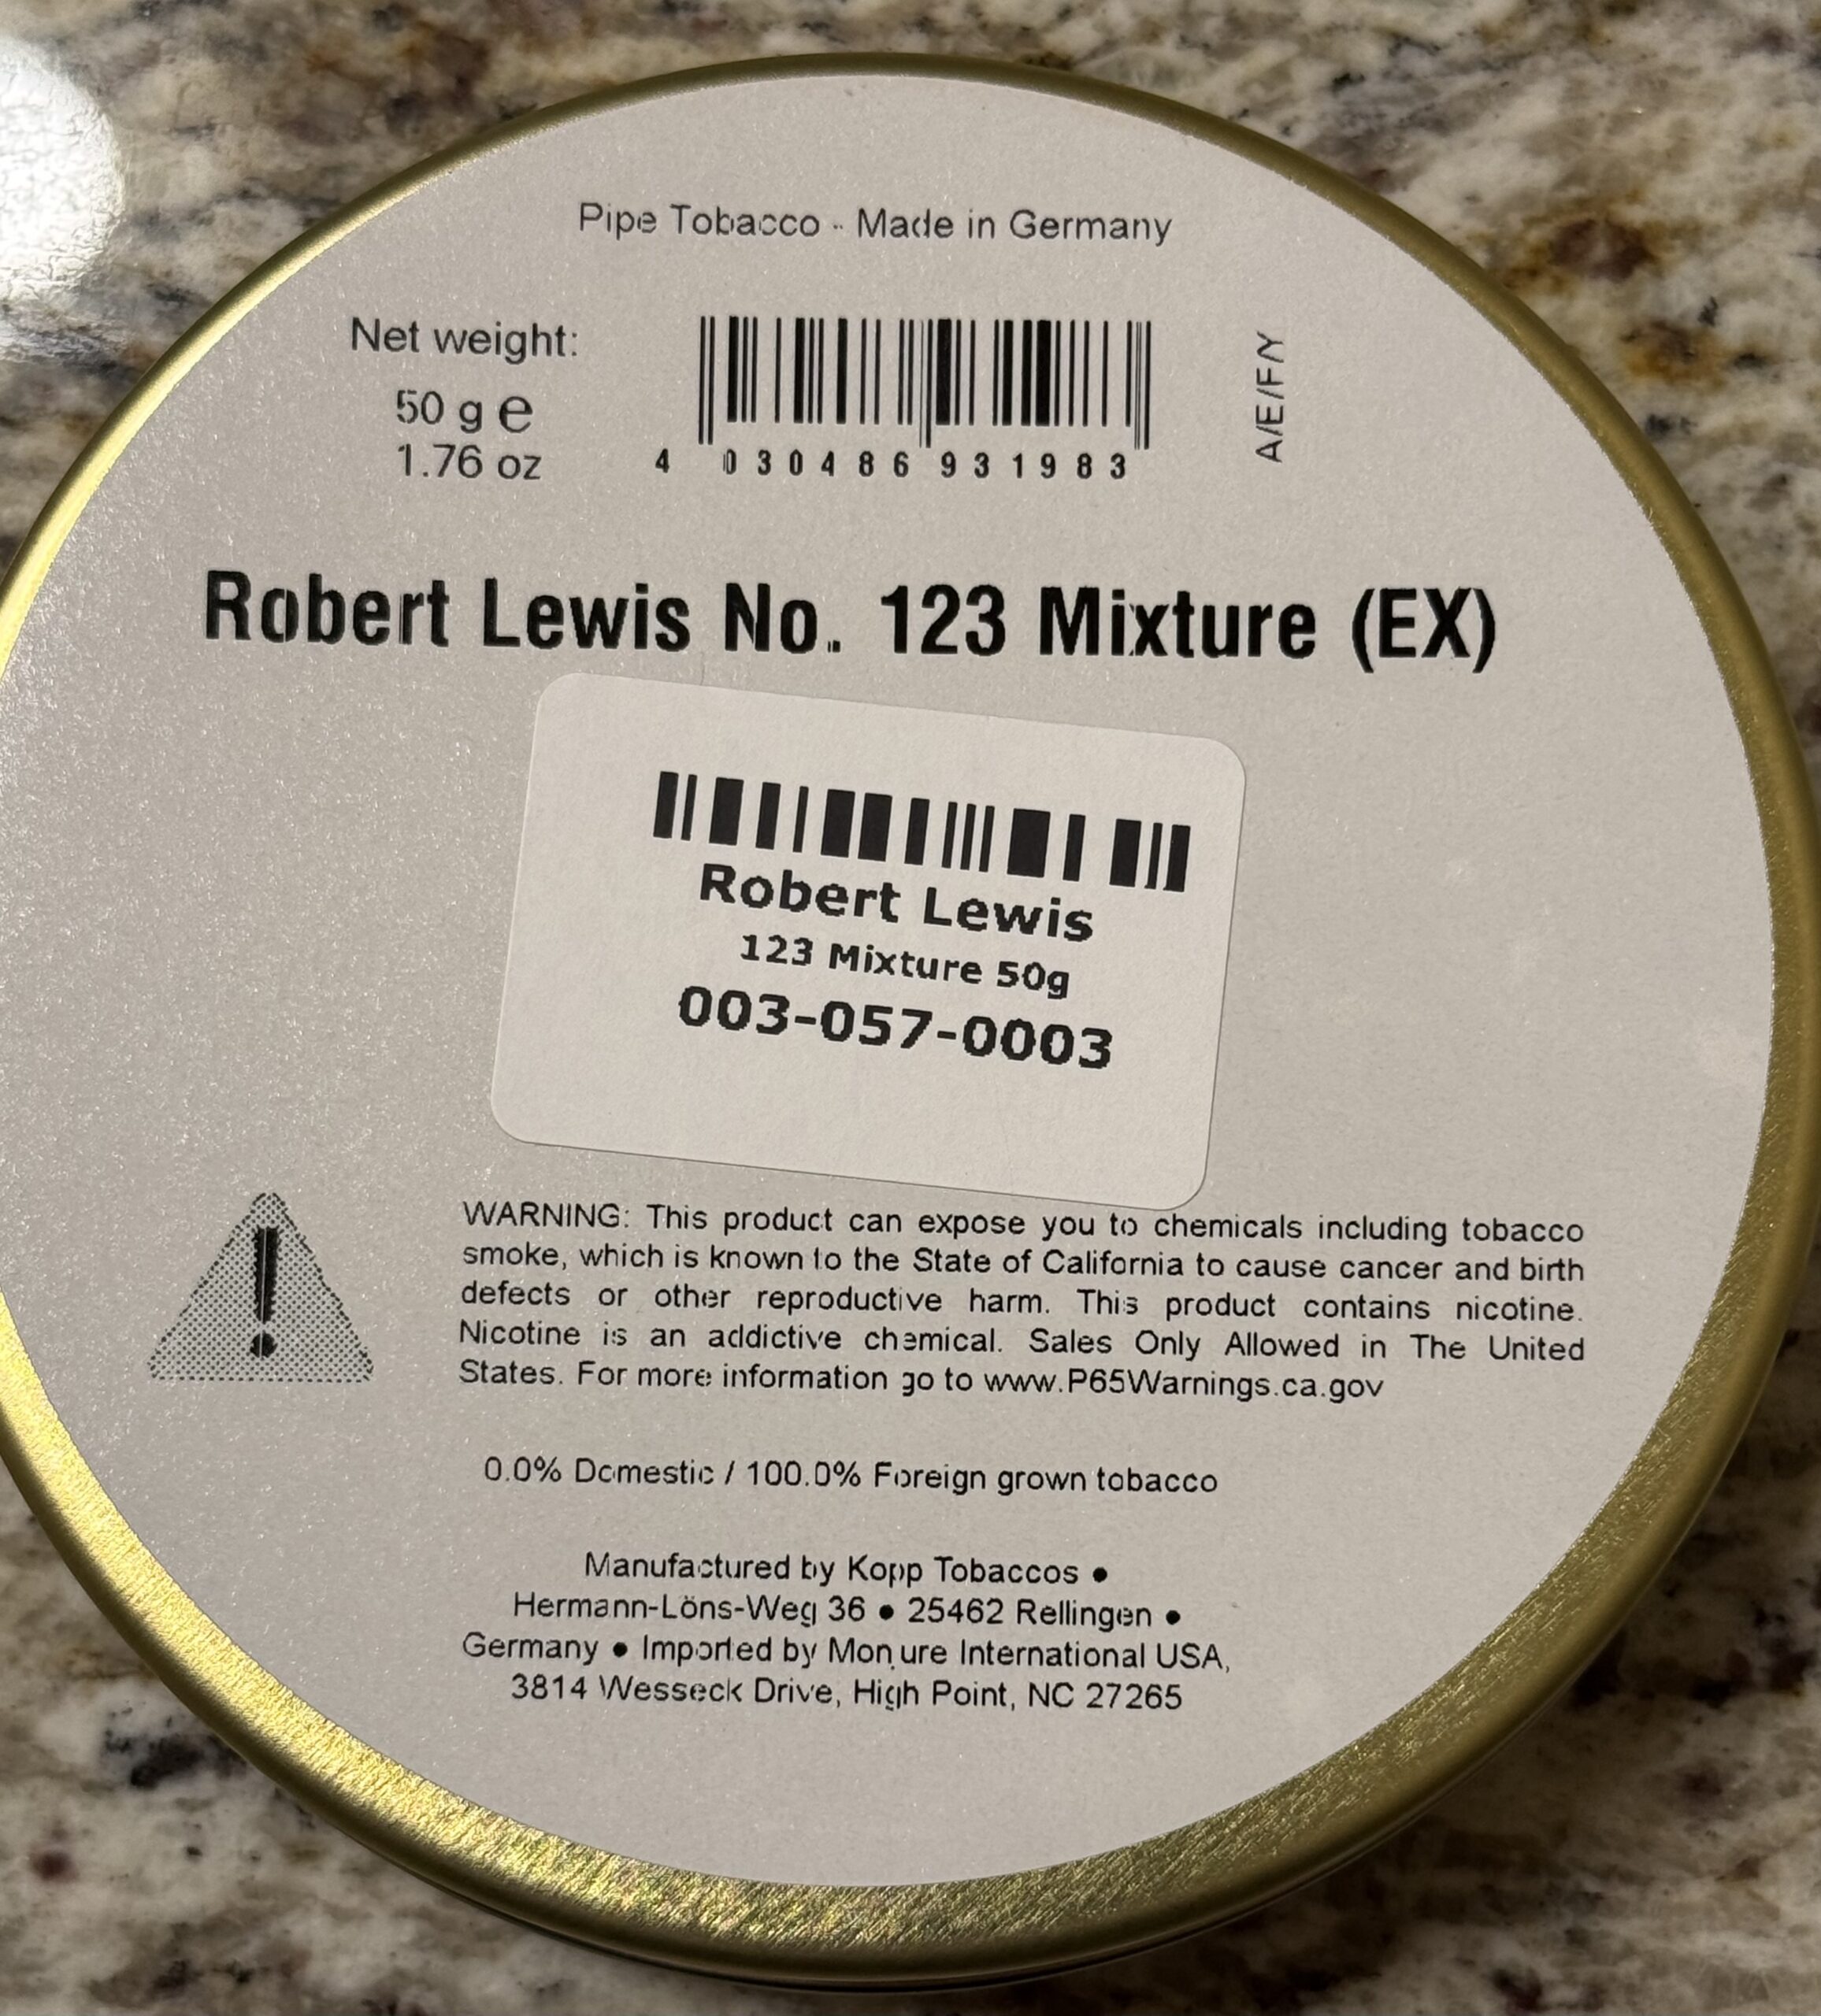 Pipe Tobacco - Made in Germany
Net weight:
50 g e
1.76 oz
4 030486 931983
A/E/F/Y
Robert Lewis No. 123 Mixture (EX)
Robert Lewis
123 Mixture 50g
003-057-0003
WARNING: This product can expose you to chemicals including tobacco
smoke, which is known to the State of California to cause cancer and birth
defects or other reproductive harm. This product contains nicotine.
Nicotine is an addictive chemical. Sales Only Allowed in The United
States. For more information go to www.P65Warnings.ca.gov
!
0.0% Domestic / 100.0% Foreign grown tobacco
Manufactured by Kopp Tobaccos •
Hermann-Löns-Weg 36 • 25462 Rellingen •
Germany • Imported by Monjure International USA,
3814 Wesseck Drive, High Point, NC 27265